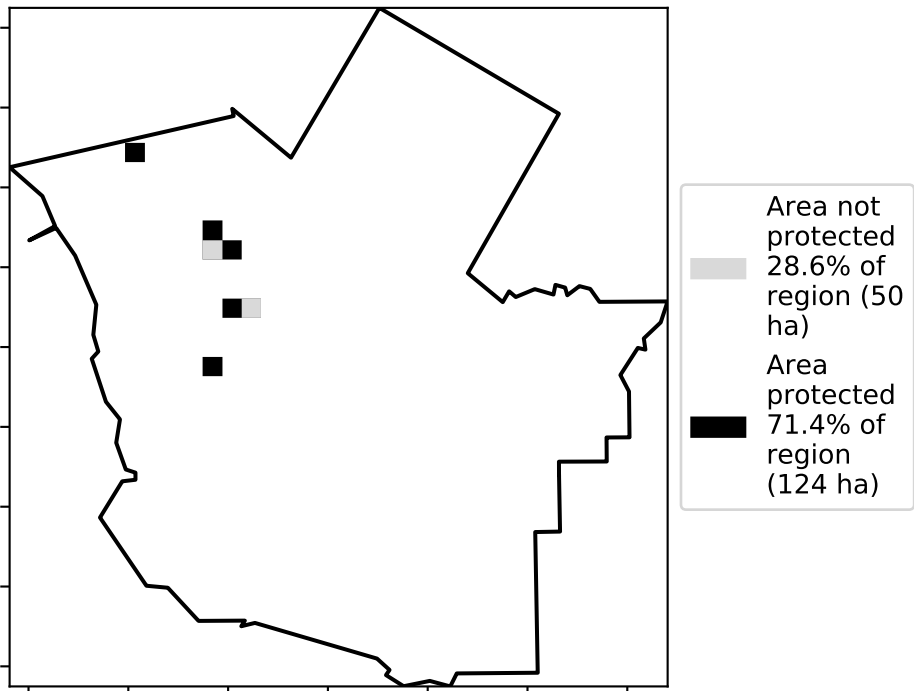 Area not
protected
28.6% of
region (50
ha)
Area
protected
71.4% of
region
(124 ha)